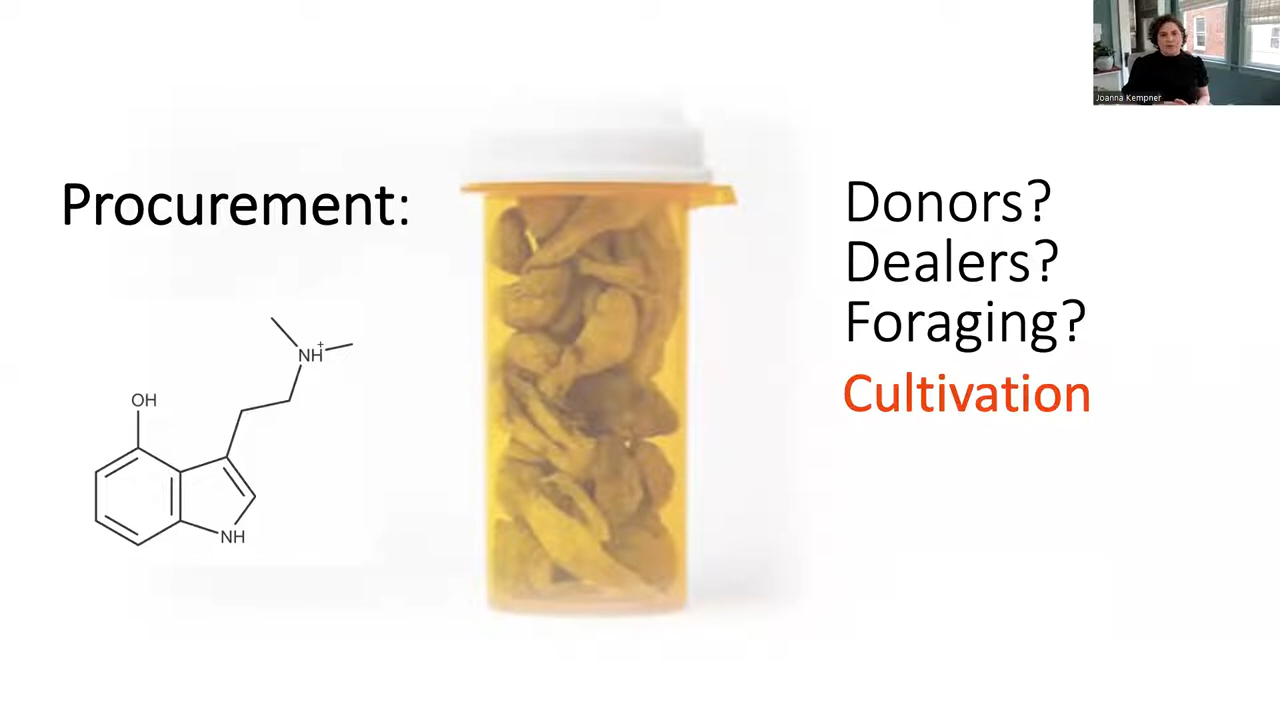 Joanna Kempner
Procurement:
Donors?
Dealers?
Foraging?
Cultivation
NH+
OH
NH